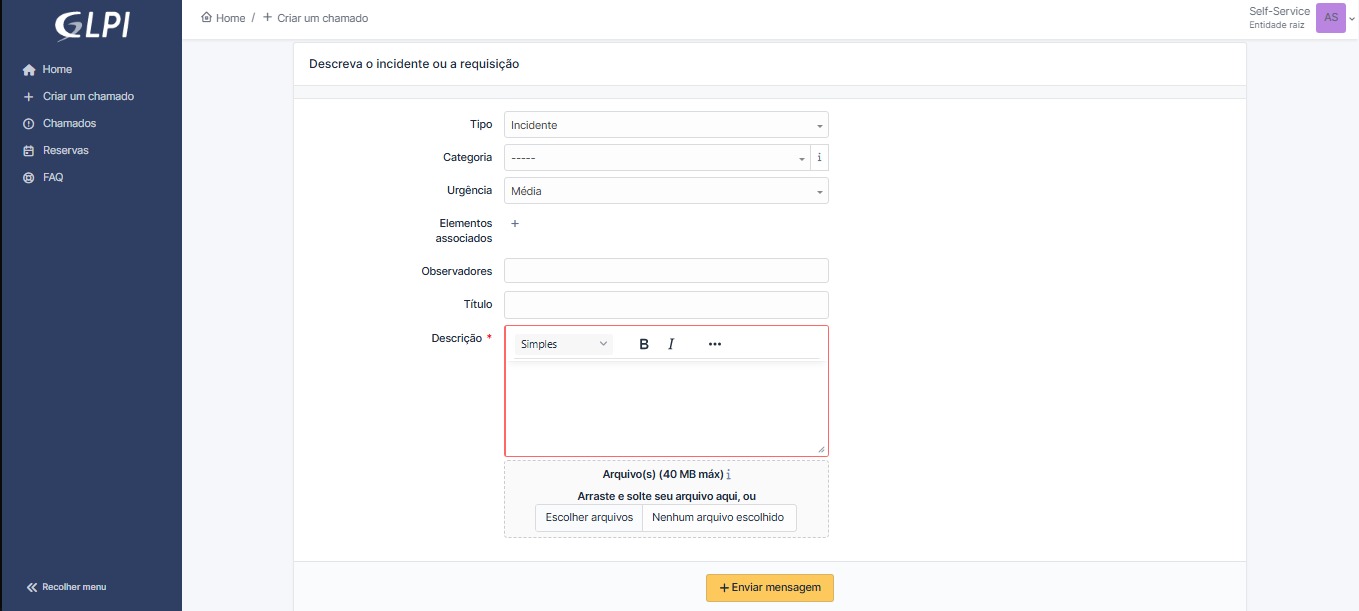 GLPI
Home
Criar um chamado
Chamados
Reservas
FAQ
Recolher menu
Home / + Criar um chamado
Self-Service
Entidade raiz
AS
Descreva o incidente ou a requisição
Tipo
Incidente
Categoria
-----
i
Urgência
Média
Elementos
associados
+
Observadores
Título
Descrição *
Simples
B
I
•••
Arquivo(s) (40 MB máx) i
Arraste e solte seu arquivo aqui, ou
Escolher arquivos
Nenhum arquivo escolhido
+ Enviar mensagem